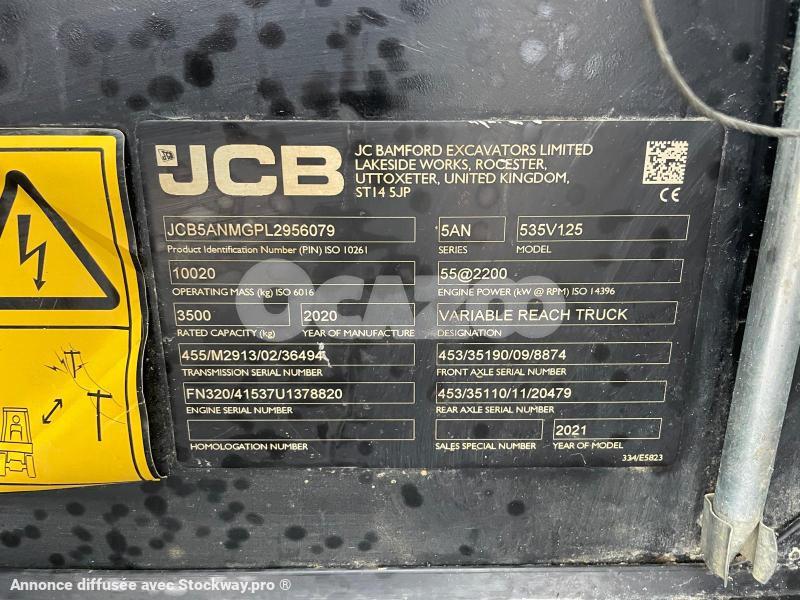 JCB
JC BAMFORD EXCAVATORS LIMITED
LAKESIDE WORKS, ROCESTER,
UTTOXETER, UNITED KINGDOM,
ST14 5JP
CE
JCB5ANMGPL2956079
5AN
535V125
Product Identification Number (PIN) ISO 10261
SERIES
MODEL
10020
55@2200
OPERATING MASS (kg) ISO 6016
ENGINE POWER (kW @ RPM) ISO 14396
3500
2020
VARIABLE REACH TRUCK
RATED CAPACITY (kg)
YEAR OF MANUFACTURE
DESIGNATION
455/M2913/02/36494
453/35190/09/8874
TRANSMISSION SERIAL NUMBER
FRONT AXLE SERIAL NUMBER
FN320/41537U1378820
453/35110/11/20479
ENGINE SERIAL NUMBER
REAR AXLE SERIAL NUMBER
2021
HOMOLOGATION NUMBER
SALES SPECIAL NUMBER
YEAR OF MODEL
334/E5823
Ocazoo
Annonce diffusée avec Stockway.pro ®